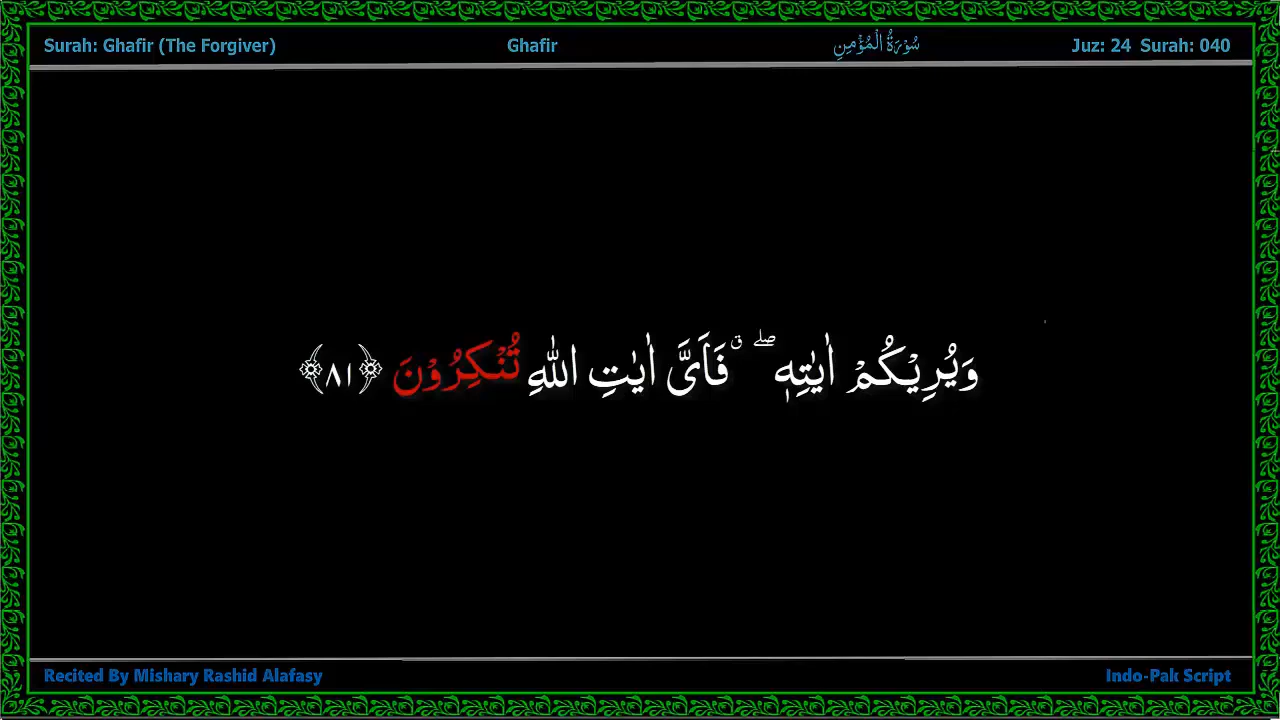 Surah: Ghafir (The Forgiver) Ghafir سُوْرَةُ الْمُؤْمِنِ Juz: 24 Surah: 040
وَيُرِيْكُمْ اٰيٰتِهٖ ۖ ۗ فَاَىَّ اٰيٰتِ اللّٰهِ تُنْكِرُوْنَ ﴿۸۱﴾
Recited By Mishary Rashid Alafasy Indo-Pak Script